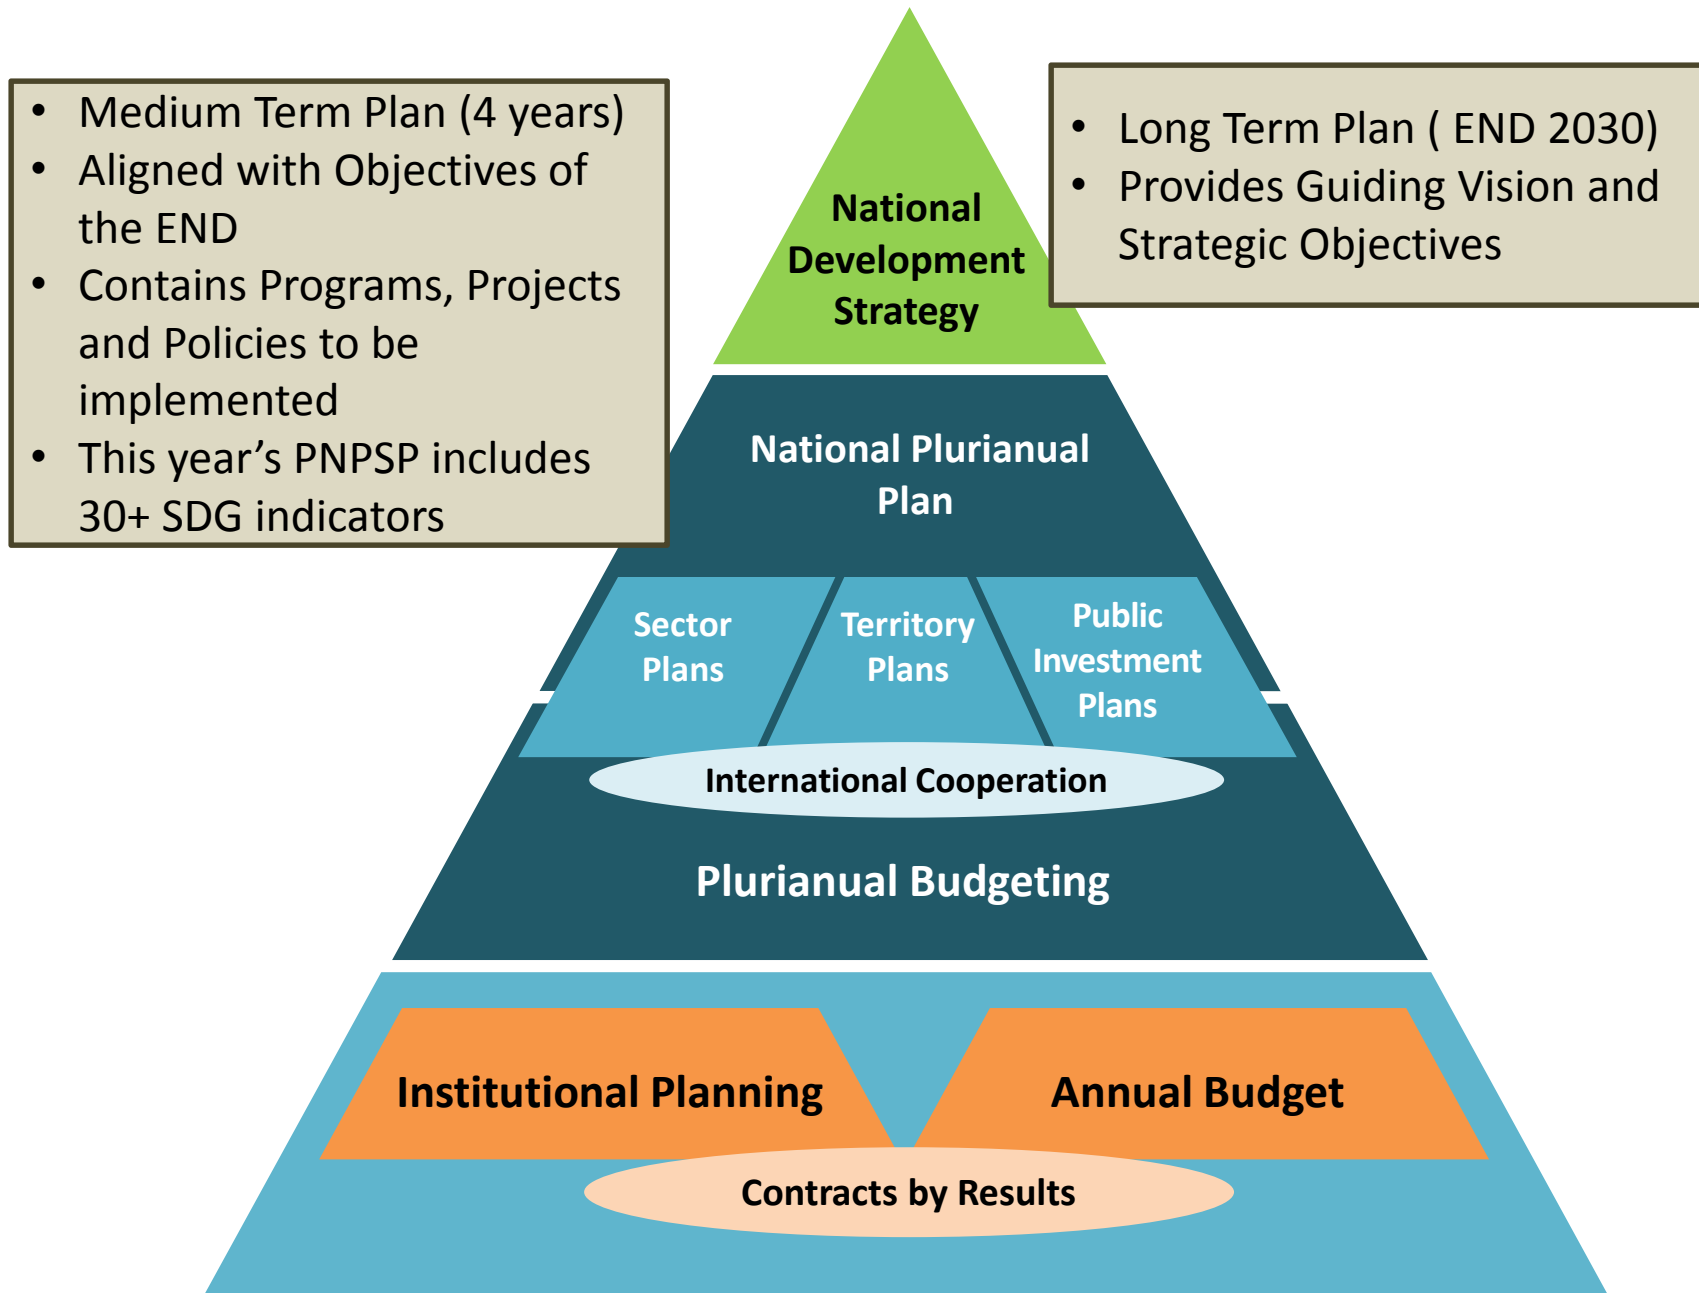 • Medium Term Plan (4 years)
• Aligned with Objectives of
the END
• Contains Programs, Projects
and Policies to be
implemented
• This year’s PNPSP includes
30+ SDG indicators
• Long Term Plan ( END 2030)
• Provides Guiding Vision and
Strategic Objectives
National
Development
Strategy
National Plurianual
Plan
Sector
Plans
Territory
Plans
Public
Investment
Plans
International Cooperation
Plurianual Budgeting
Institutional Planning
Annual Budget
Contracts by Results